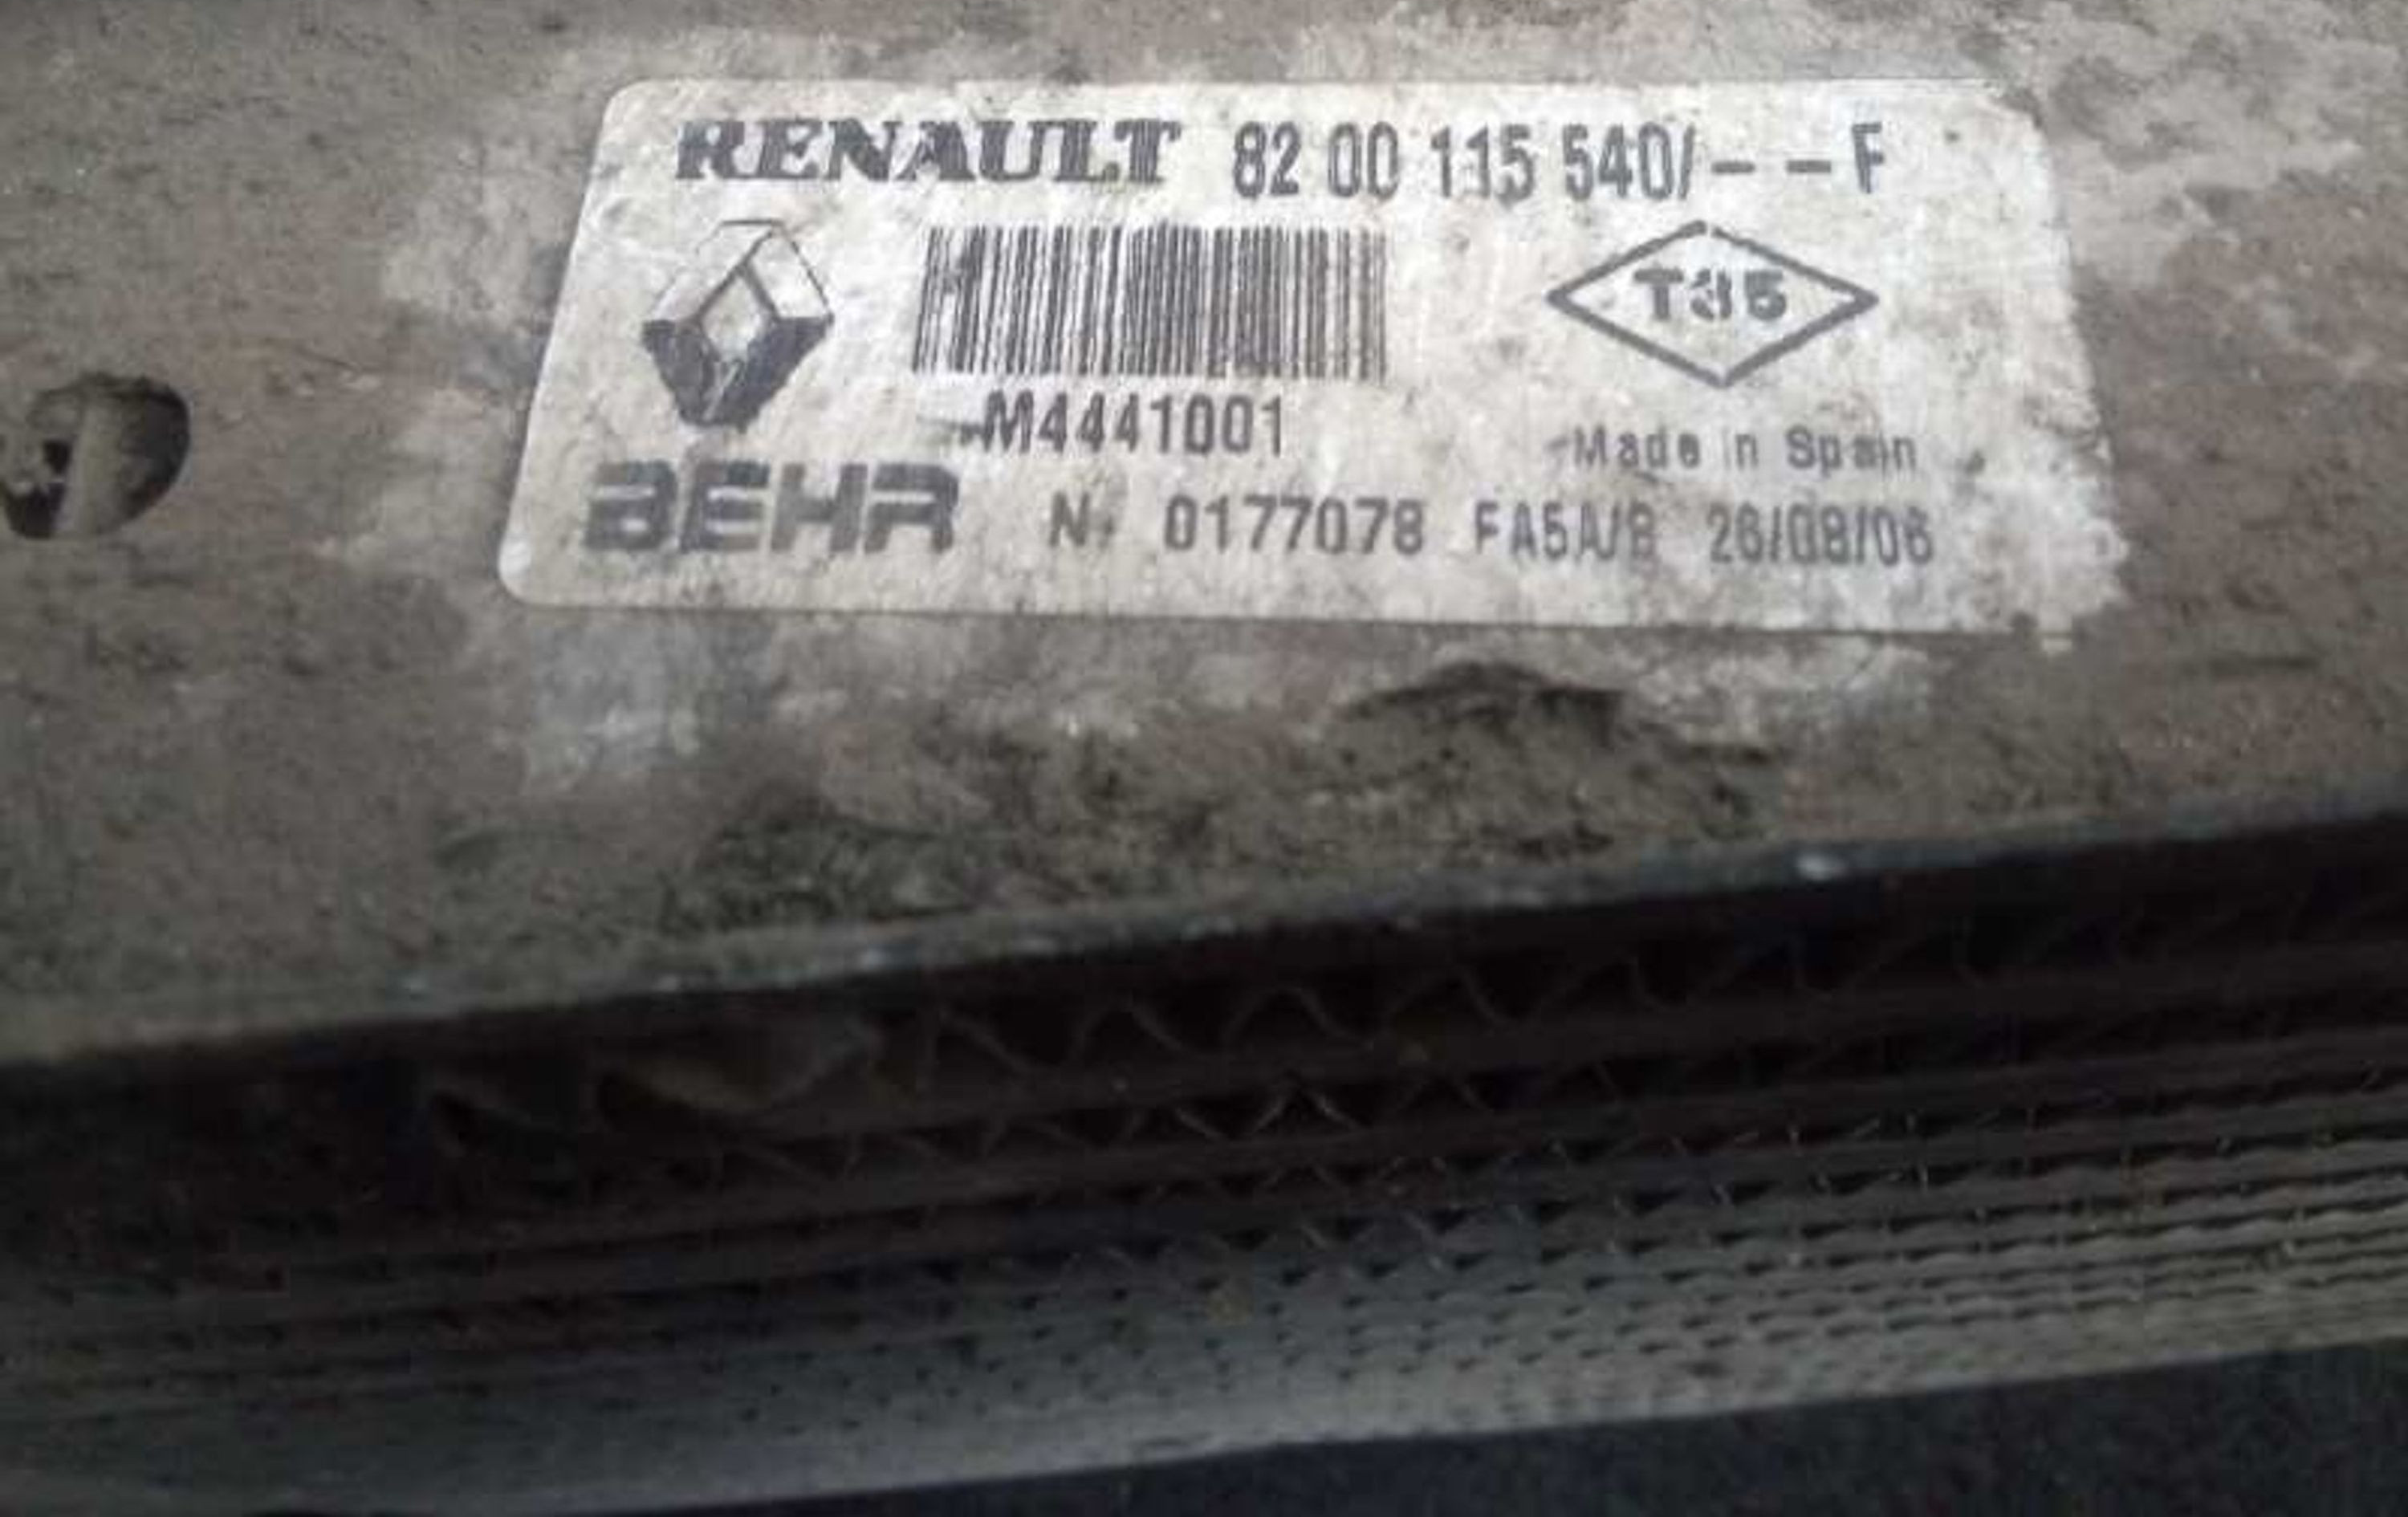 RENAULT 82 00 115 540/- - F
T35
M4441001
Made in Spain
BEHR N. 0177078 FA5A/B 26/08/06